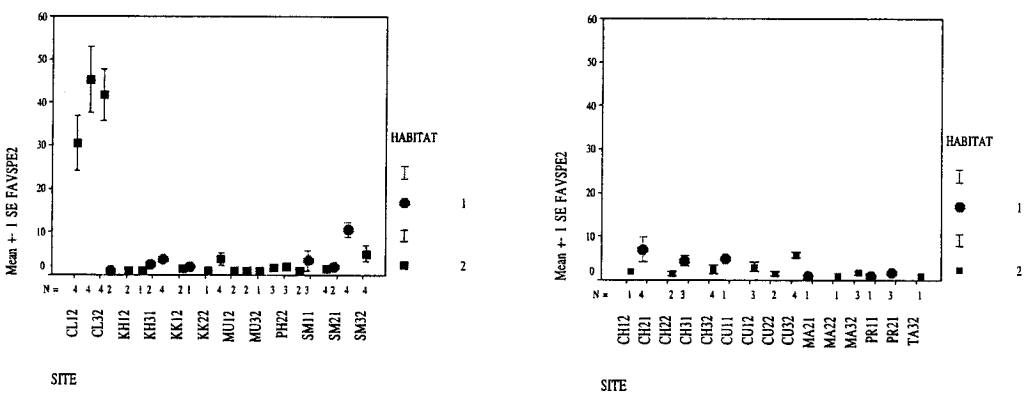 60
50
40
30
20
10
0
Mean +- 1 SE FAVSPE2
N = 4 4 4 2 2 1 2 4 2 1 1 4 2 2 1 3 3 2 3 4 2 4 4
CL12 CL32 KH12 KH31 KK12 KK22 MU12 MU32 PH22 SM11 SM21 SM32
SITE
HABITAT
1
2
60
50
40
30
20
10
0
Mean +- 1 SE FAVSPE2
N = 1 4 2 3 4 1 3 2 4 1 1 3 1 3 1
CH12 CH21 CH22 CH31 CH32 CU11 CU12 CU22 CU32 MA21 MA22 MA32 PR11 PR21 TA32
SITE
HABITAT
1
2